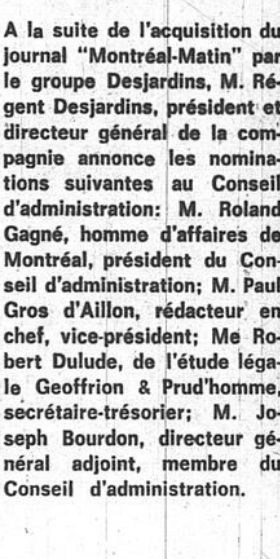 A la suite de l'acquisition du
journal "Montréal-Matin" par
le groupe Desjardins, M. Ré-
gent Desjardins, président et
directeur général de la com-
pagnie annonce les nomina-
tions suivantes au Conseil
d'administration: M. Roland
Gagné, homme d'affaires de
Montréal, président du Con-
seil d'administration; M. Paul
Gros d'Aillon, rédacteur en
chef, vice-président; Me Ro-
bert Dulude, de l'étude léga-
le Geoffrion & Prud'homme,
secrétaire-trésorier; M. Jo-
seph Bourdon, directeur gé-
néral adjoint, membre du
Conseil d'administration.